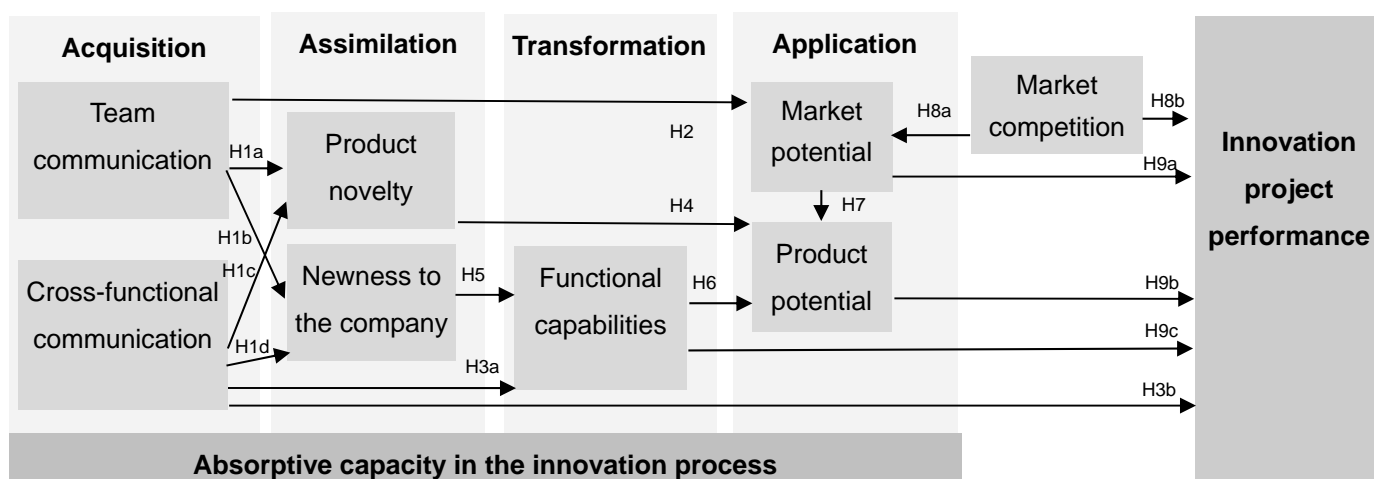 Acquisition
Assimilation
Transformation
Application
Team
communication
Cross-functional
communication
Product
novelty
Newness to
the company
Functional
capabilities
Market
potential
Product
potential
Market
competition
Innovation
project
performance
H1a
H1b
H1c
H1d
H2
H3a
H3b
H4
H5
H6
H7
H8a
H8b
H9a
H9b
H9c
Absorptive capacity in the innovation process